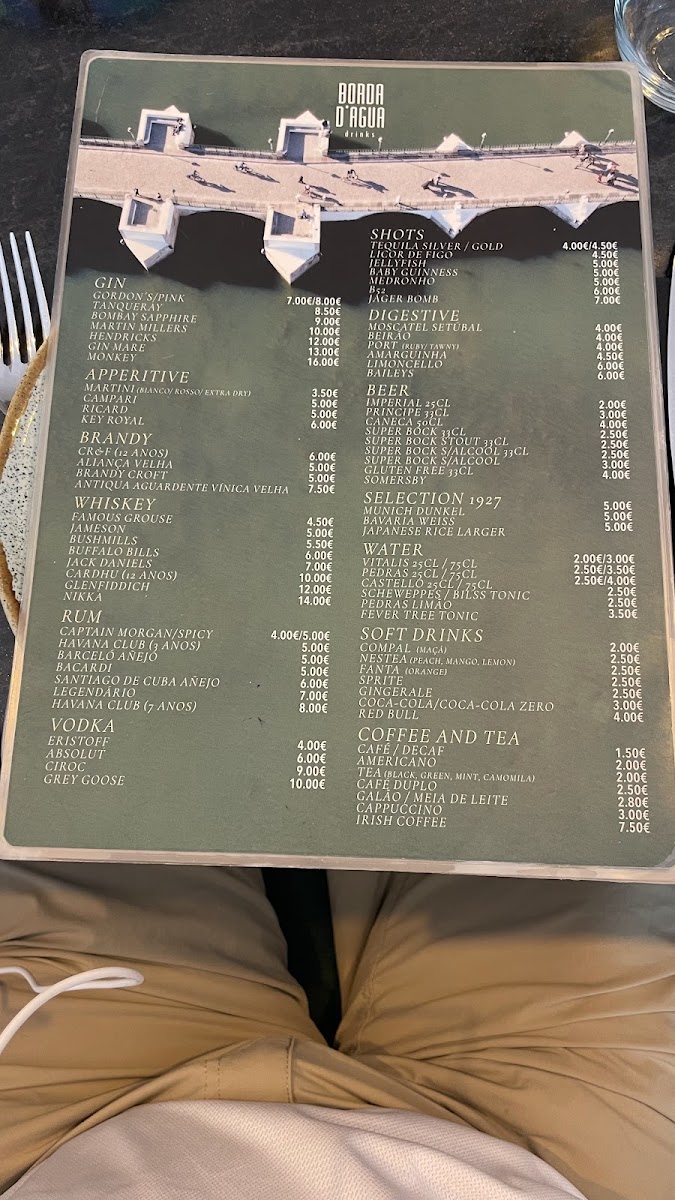 BORDA
D'ÁGUA
drinks
GIN
GORDON'S/PINK 7.00€/8.00€
TANQUERAY 8.50€
BOMBAY SAPPHIRE 9.00€
MARTIN MILLERS 10.00€
HENDRICKS 12.00€
GIN MARE 13.00€
MONKEY 16.00€
APPERITIVE
MARTINI (BIANCO/ROSSO/EXTRA DRY) 3.50€
CAMPARI 5.00€
RICARD 5.00€
KEY ROYAL 6.00€
BRANDY
CR&F (12 ANOS) 6.00€
ALIANÇA VELHA 5.00€
BRANDY CROFT 5.00€
ANTIQUA AGUARDENTE VÍNICA VELHA 7.50€
WHISKEY
FAMOUS GROUSE 4.50€
JAMESON 5.00€
BUSHMILLS 5.50€
BUFFALO BILLS 6.00€
JACK DANIELS 7.00€
CARDHU (12 ANOS) 10.00€
GLENFIDDICH 12.00€
NIKKA 14.00€
RUM
CAPTAIN MORGAN/SPICY 4.00€/5.00€
HAVANA CLUB (3 ANOS) 5.00€
BARCELÓ AÑEJO 5.00€
BACARDI 5.00€
SANTIAGO DE CUBA AÑEJO 6.00€
LEGENDÁRIO 7.00€
HAVANA CLUB (7 ANOS) 8.00€
VODKA
ERISTOFF 4.00€
ABSOLUT 6.00€
CIROC 9.00€
GREY GOOSE 10.00€
SHOTS
TEQUILA SILVER / GOLD 4.00€/4.50€
LICOR DE FIGO 4.50€
JELLYFISH 5.00€
BABY GUINNESS 5.00€
MEDRONHO 5.00€
B52 6.00€
JÄGER BOMB 7.00€
DIGESTIVE
MOSCATEL SETÚBAL 4.00€
BEIRÃO 4.00€
PORT (RUBY/TAWNY) 4.00€
AMARGUINHA 4.50€
LIMONCELLO 6.00€
BAILEYS 6.00€
BEER
IMPERIAL 25CL 2.00€
PRINCIPE 33CL 3.00€
CANECA 50CL 4.00€
SUPER BOCK 33CL 2.50€
SUPER BOCK STOUT 33CL 2.50€
SUPER BOCK S/ALCOOL 33CL 2.50€
SUPER BOCK S/ALCOOL
GLUTEN FREE 33CL 3.00€
SOMERSBY 4.00€
SELECTION 1927
MUNICH DUNKEL 5.00€
BAVARIA WEISS 5.00€
JAPANESE RICE LARGER 5.00€
WATER
VITALIS 25CL / 75CL 2.00€/3.00€
PEDRAS 25CL / 75CL 2.50€/3.50€
CASTELLO 25CL / 75CL 2.50€/4.00€
SCHEWEPPES / BILSS TONIC 2.50€
PEDRAS LIMÃO 2.50€
FEVER TREE TONIC 3.50€
SOFT DRINKS
COMPAL (MAÇÃ) 2.00€
NESTEA (PEACH, MANGO, LEMON) 2.50€
FANTA (ORANGE) 2.50€
SPRITE 2.50€
GINGERALE 2.50€
COCA-COLA/COCA-COLA ZERO 3.00€
RED BULL 4.00€
COFFEE AND TEA
CAFÉ / DECAF 1.50€
AMERICANO 2.00€
TEA (BLACK, GREEN, MINT, CAMOMILA) 2.00€
CAFÉ DUPLO 2.50€
GALÃO / MEIA DE LEITE 2.80€
CAPPUCCINO 3.00€
IRISH COFFEE 7.50€